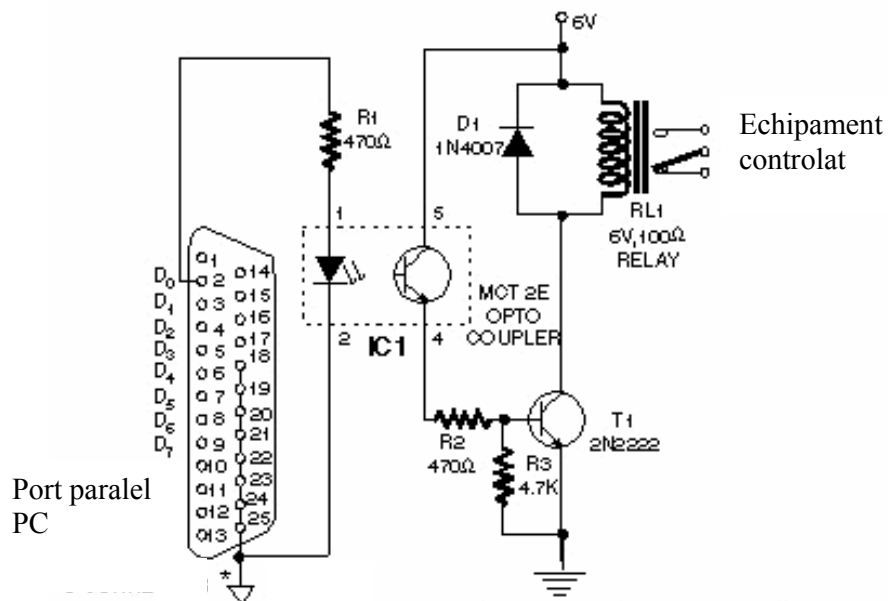 6V
R1
470Ω
D1
1N4007
Echipament
controlat
RL1
6V,100Ω
RELAY
1
5
MCT 2E
OPTO
COUPLER
2
IC1
4
D0
D1
D2
D3
D4
D5
D6
D7
1
2
3
4
5
6
7
8
9
10
11
12
13
14
15
16
17
18
19
20
21
22
23
24
25
R2
470Ω
R3
4.7K
T1
2N2222
Port paralel
PC
*